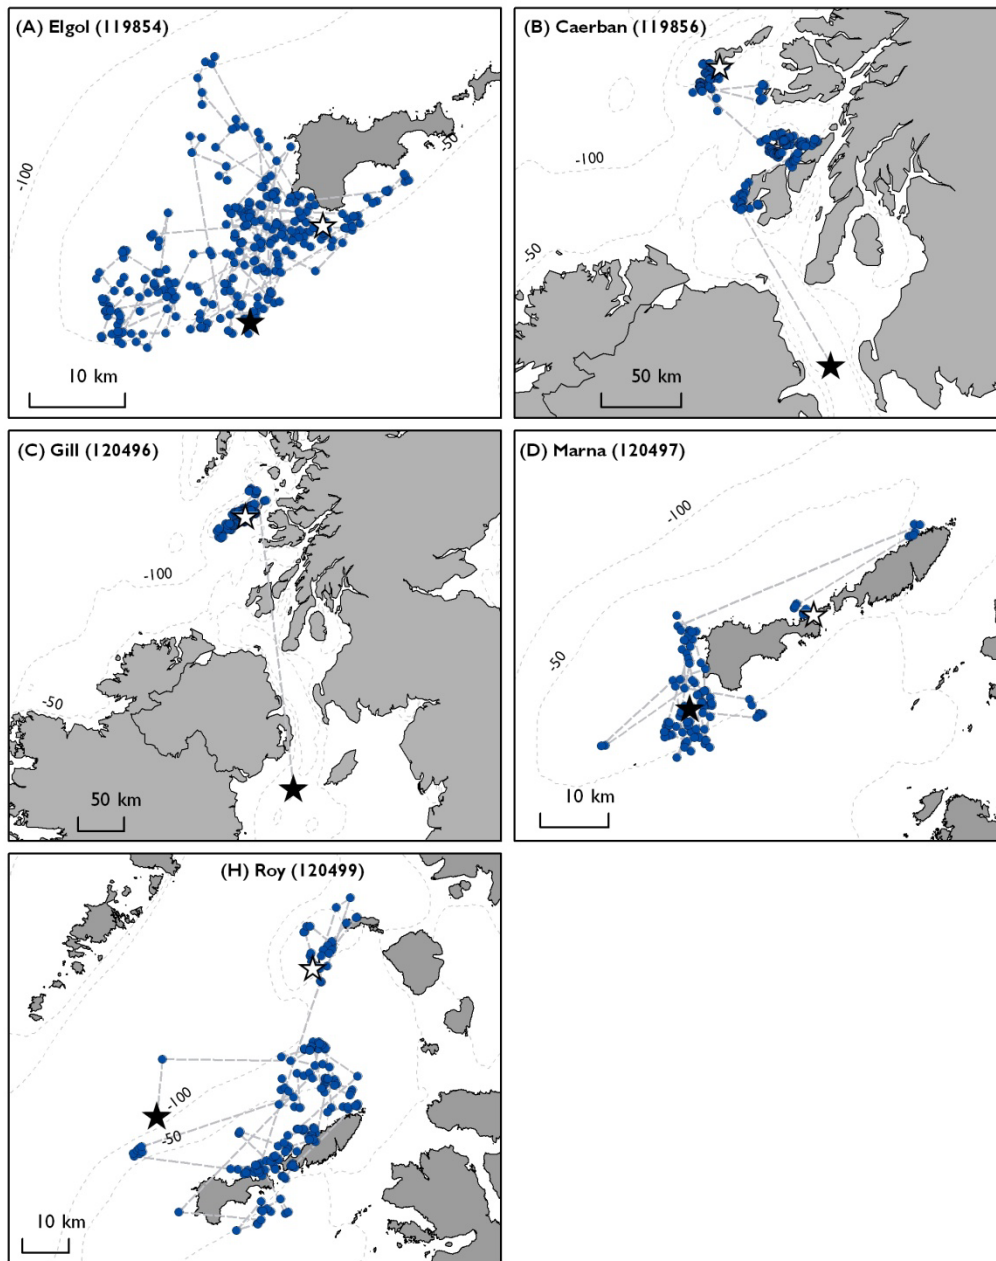 (A) Elgol (119854)
-50
-100
10 km
(B) Caerban (119856)
-100
-50
50 km
(C) Gill (120496)
-100
-50
50 km
(D) Marna (120497)
-100
-50
10 km
(H) Roy (120499)
-100
-50
10 km